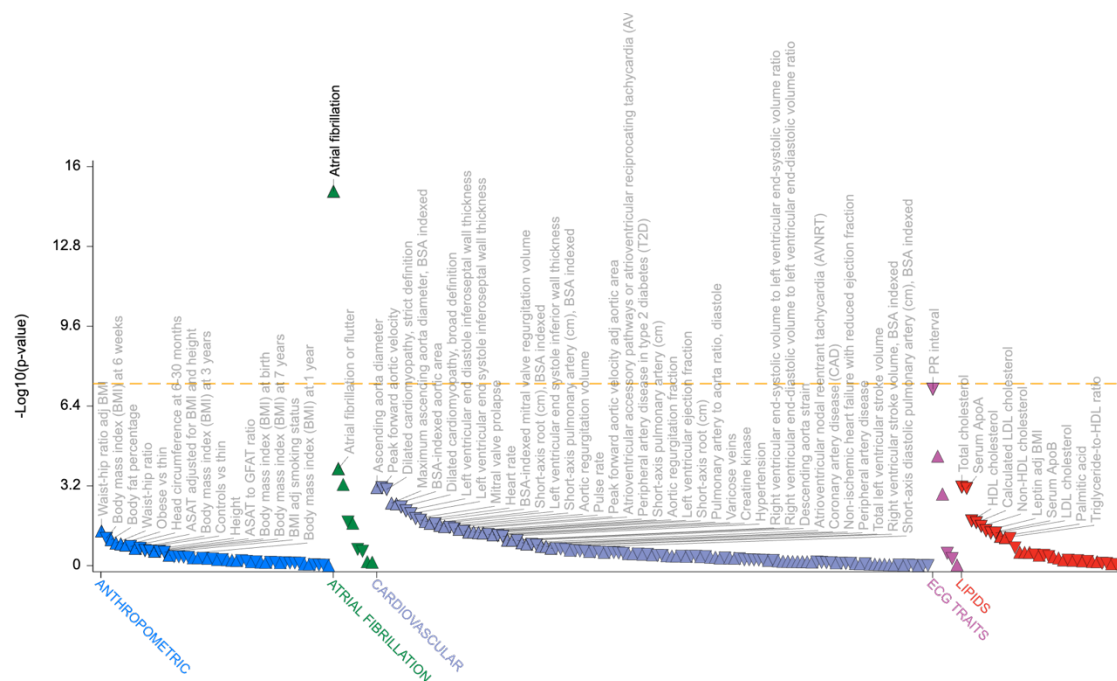 -Log10(p-value)
16
12.8
9.6
6.4
3.2
0
Waist-hip ratio adj BMI
Body mass index (BMI) at 6 weeks
Body fat percentage
Waist-hip ratio
Obese vs thin
Head circumference at 6-30 months
ASAT adjusted for BMI and height
Body mass index (BMI) at 3 years
Controls vs thin
Height
ASAT to GFAT ratio
Body mass index (BMI) at birth
Body mass index (BMI) at 7 years
BMI adj smoking status
Body mass index (BMI) at 1 year
Atrial fibrillation
Atrial fibrillation or flutter
Ascending aorta diameter
Peak forward aortic velocity
Dilated cardiomyopathy, strict definition
Maximum ascending aorta diameter, BSA indexed
BSA-indexed aortic area
Dilated cardiomyopathy, broad definition
Left ventricular end diastole inferoseptal wall thickness
Left ventricular end systole inferoseptal wall thickness
Mitral valve prolapse
Heart rate
BSA-indexed mitral valve regurgitation volume
Short-axis root (cm), BSA indexed
Left ventricular end systole inferior wall thickness
Short-axis pulmonary artery (cm), BSA indexed
Aortic regurgitation volume
Pulse rate
Peak forward aortic velocity adj aortic area
Atrioventricular accessory pathways or atrioventricular reciprocating tachycardia (AV
Peripheral artery disease in type 2 diabetes (T2D)
Short-axis pulmonary artery (cm)
Aortic regurgitation fraction
Left ventricular ejection fraction
Short-axis root (cm)
Pulmonary artery to aorta ratio, diastole
Varicose veins
Creatine kinase
Hypertension
Right ventricular end-systolic volume to left ventricular end-systolic volume ratio
Right ventricular end-diastolic volume to left ventricular end-diastolic volume ratio
Descending aorta strain
Atrioventricular nodal reentrant tachycardia (AVNRT)
Coronary artery disease (CAD)
Non-ischemic heart failure with reduced ejection fraction
Peripheral artery disease
Total left ventricular stroke volume
Right ventricular stroke volume, BSA indexed
Short-axis diastolic pulmonary artery (cm), BSA indexed
PR interval
Total cholesterol
Serum ApoA
HDL cholesterol
Calculated LDL cholesterol
Non-HDL cholesterol
Leptin adj BMI
Serum ApoB
LDL cholesterol
Palmitic acid
Triglyceride-to-HDL ratio
ANTHROPOMETRIC
ATRIAL FIBRILLATION
CARDIOVASCULAR
ECG TRAITS
LIPIDS